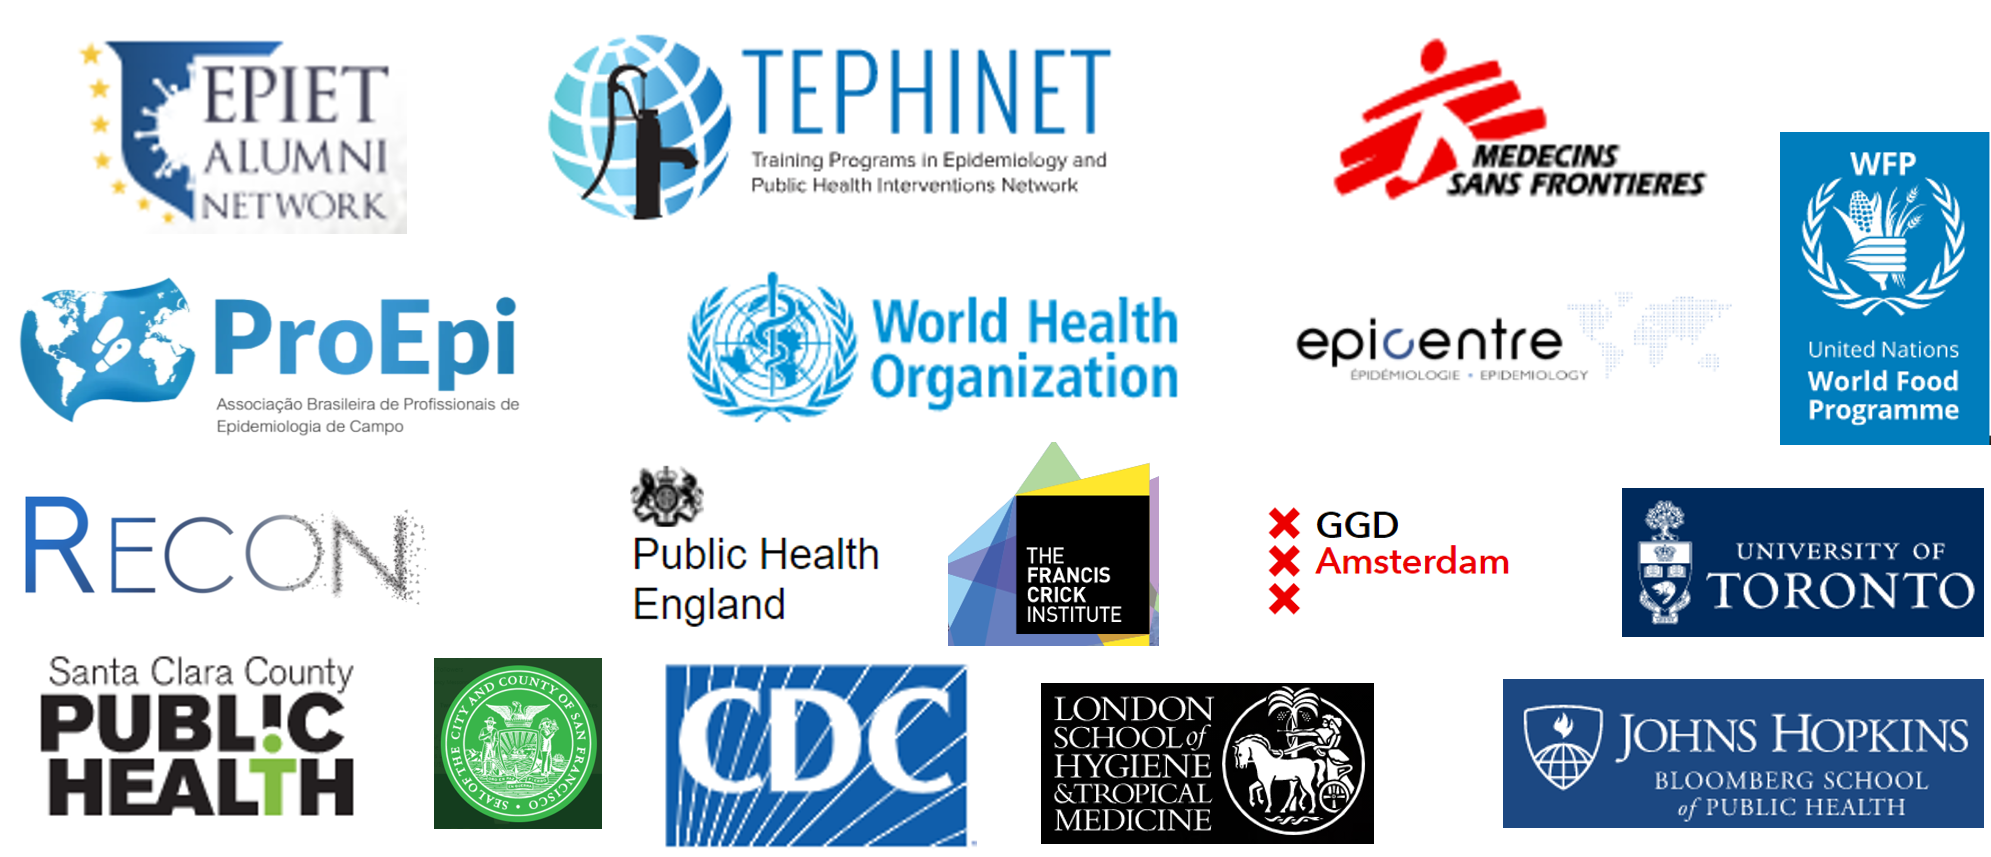 EPIET
ALUMNI
NETWORK
TEPHINET
Training Programs in Epidemiology and
Public Health Interventions Network
MEDECINS
SANS FRONTIERES
WFP
United Nations
World Food
Programme
ProEpi
Associação Brasileira de Profissionais de
Epidemiologia de Campo
World Health
Organization
epicentre
ÉPIDÉMIOLOGIE • EPIDEMIOLOGY
RECON
Public Health
England
THE
FRANCIS
CRICK
INSTITUTE
GGD
Amsterdam
UNIVERSITY OF
TORONTO
Santa Clara County
PUBLIC
HEALTH
SEAL OF THE CITY AND COUNTY OF SAN FRANCISCO
CDC
LONDON
SCHOOL of
HYGIENE
& TROPICAL
MEDICINE
JOHNS HOPKINS
BLOOMBERG SCHOOL
of PUBLIC HEALTH